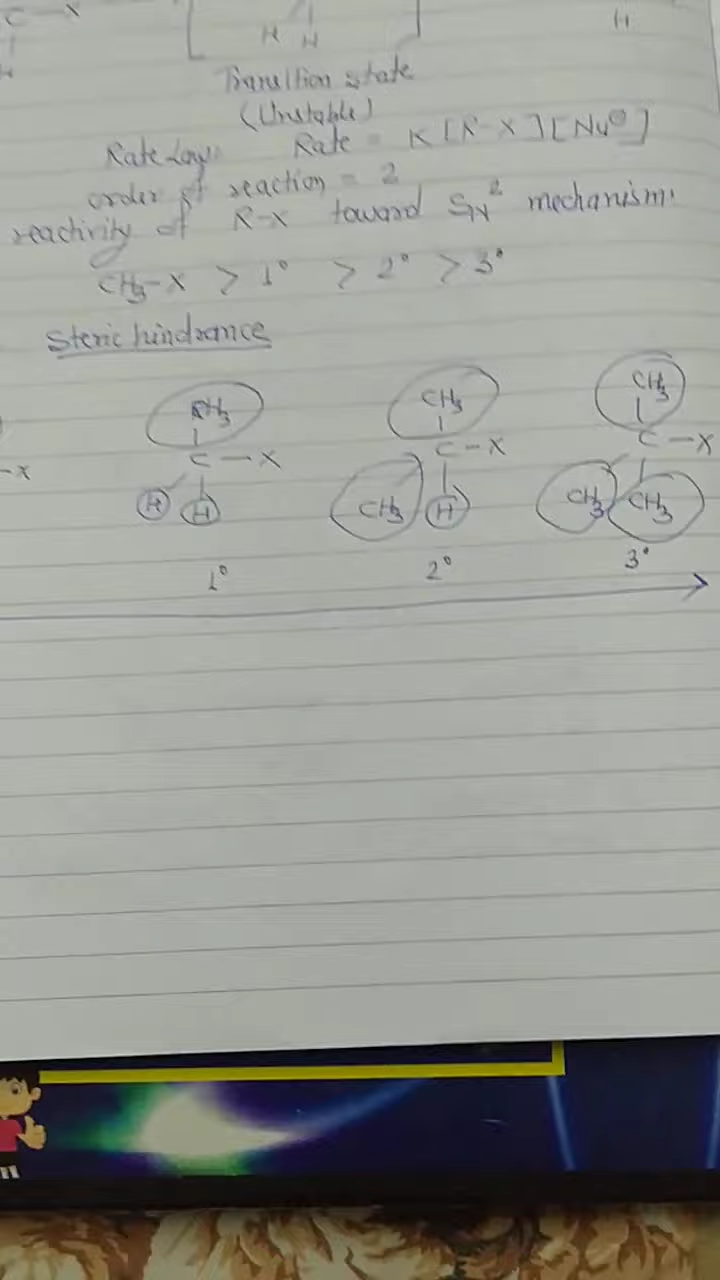 C – X
H H
H
Transition state
(Unstable)
Rate Law: Rate = K [R-X] [Nu⊖]
order of reaction = 2
reactivity of R-X toward SN² mechanism:
CH3-X > 1° > 2° > 3°
Steric hindrance
CH3 CH3 CH3
-X C – X C – X C – X
H H CH3 H CH3 CH3
1° 2° 3°